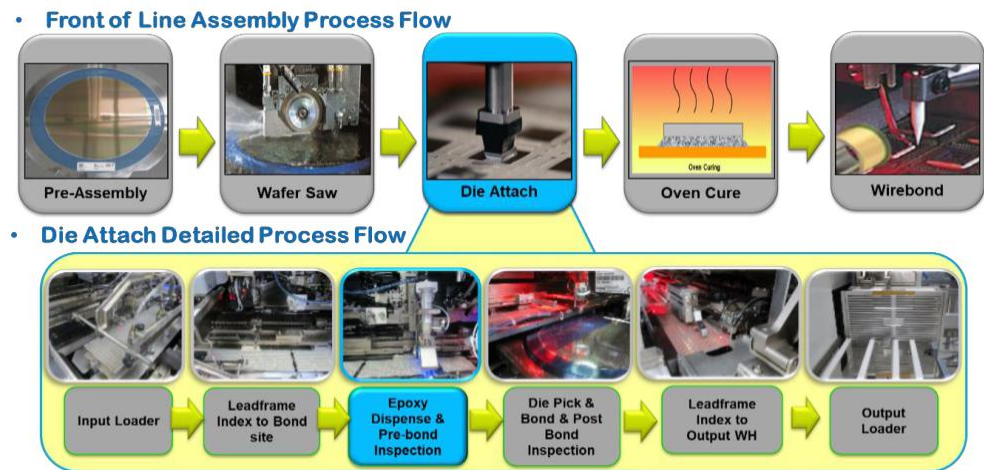 • Front of Line Assembly Process Flow
Pre-Assembly
Wafer Saw
Die Attach
Oven Curing
Oven Cure
Wirebond
• Die Attach Detailed Process Flow
Input Loader
Leadframe
Index to Bond
site
Epoxy
Dispense &
Pre-bond
Inspection
Die Pick &
Bond & Post
Bond
Inspection
Leadframe
Index to
Output WH
Output
Loader